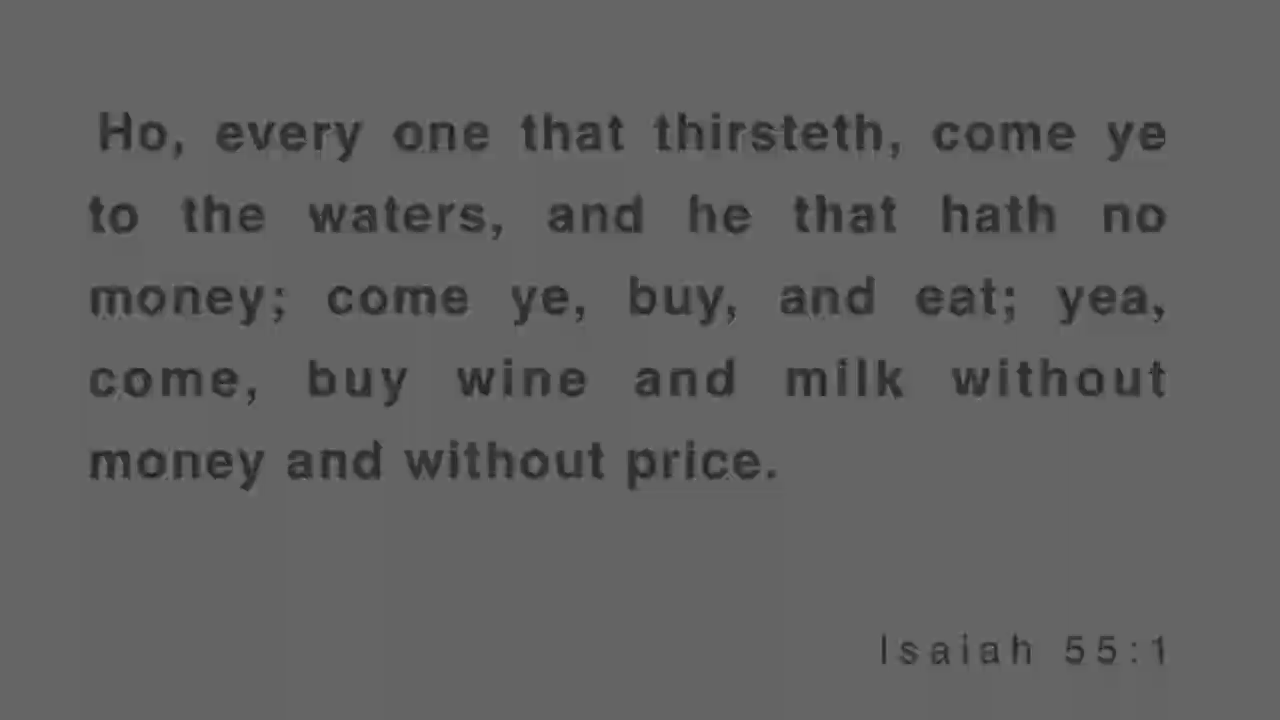 Ho, every one that thirsteth, come ye
to the waters, and he that hath no
money; come ye, buy, and eat; yea,
come, buy wine and milk without
money and without price.
Isaiah 55:1